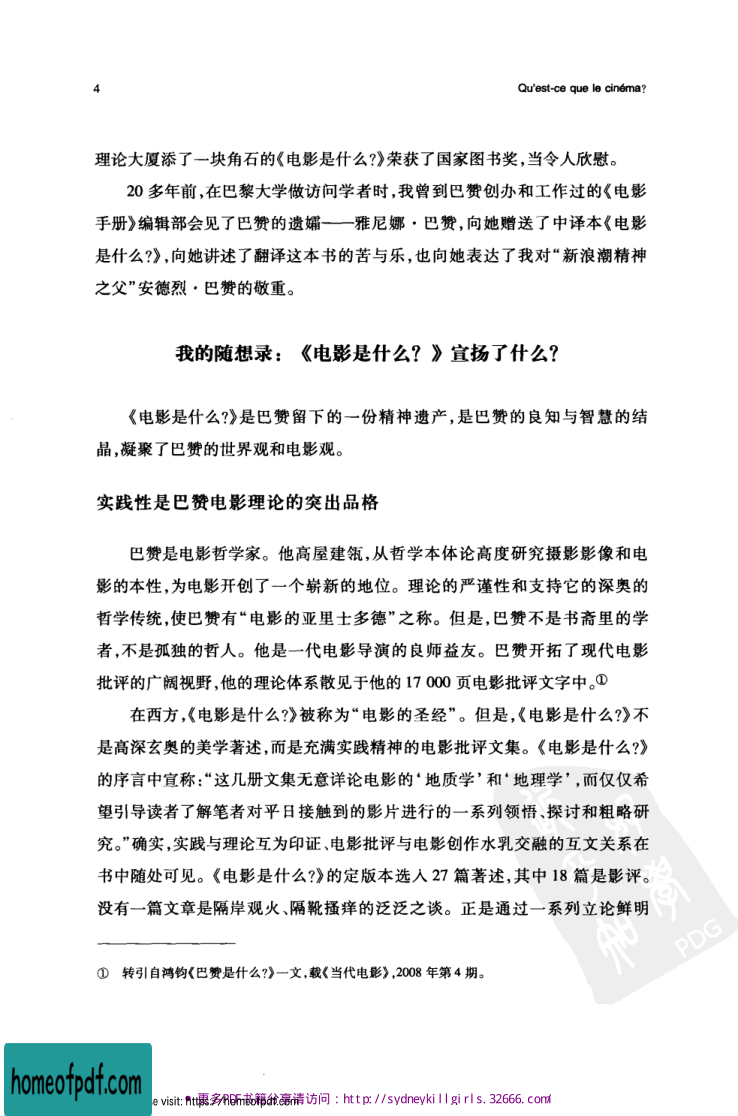 4
Qu'est-ce que le cinéma?
理论大厦添了一块角石的《电影是什么?》荣获了国家图书奖,当令人欣慰。
20 多年前,在巴黎大学做访问学者时,我曾到巴赞创办和工作过的《电影
手册》编辑部会见了巴赞的遗孀——雅尼娜·巴赞,向她赠送了中译本《电影
是什么?》,向她讲述了翻译这本书的苦与乐,也向她表达了我对“新浪潮精神
之父”安德烈·巴赞的敬重。
我的随想录:《电影是什么?》宣扬了什么?
《电影是什么?》是巴赞留下的一份精神遗产,是巴赞的良知与智慧的结
晶,凝聚了巴赞的世界观和电影观。
实践性是巴赞电影理论的突出品格
巴赞是电影哲学家。他高屋建瓴,从哲学本体论高度研究摄影影像和电
影的本性,为电影开创了一个崭新的地位。理论的严谨性和支持它的深奥的
哲学传统,使巴赞有“电影的亚里士多德”之称。但是,巴赞不是书斋里的学
者,不是孤独的哲人。他是一代电影导演的良师益友。巴赞开拓了现代电影
批评的广阔视野,他的理论体系散见于他的 17 000 页电影批评文字中。①
在西方,《电影是什么?》被称为“电影的圣经”。但是,《电影是什么?》不
是高深玄奥的美学著述,而是充满实践精神的电影批评文集。《电影是什么?》
的序言中宣称:“这几册文集无意详论电影的‘地质学’和‘地理学’,而仅仅希
望引导读者了解笔者对平日接触到的影片进行的一系列领悟、探讨和粗略研
究。”确实,实践与理论互为印证、电影批评与电影创作水乳交融的互文关系在
书中随处可见。《电影是什么?》的定版本选入 27 篇著述,其中 18 篇是影评。
没有一篇文章是隔岸观火、隔靴搔痒的泛泛之谈。正是通过一系列立论鲜明
PDG
① 转引自鸿钧《巴赞是什么?》一文,载《当代电影》,2008 年第 4 期。
homeofpdf.com
e visit: https://homeofpdf.com
•更多PDF书籍分享请访问:http://sydneykillgirls.32666.com/